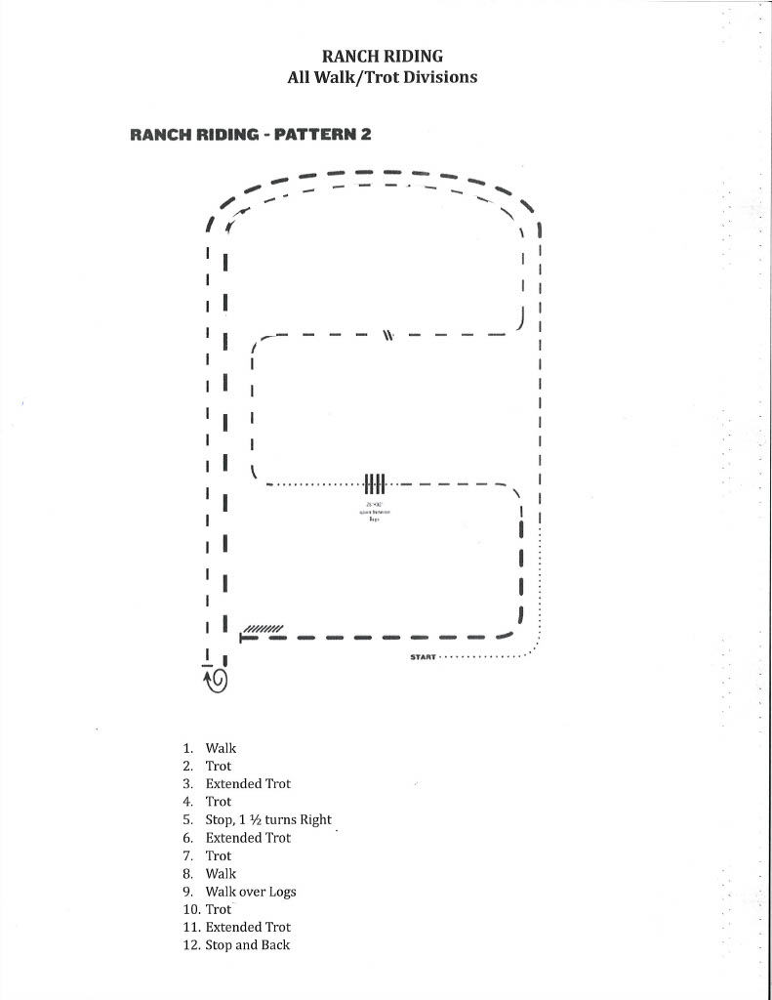 RANCH RIDING
All Walk/Trot Divisions
RANCH RIDING - PATTERN 2
START
1. Walk
2. Trot
3. Extended Trot
4. Trot
5. Stop, 1 ½ turns Right
6. Extended Trot
7. Trot
8. Walk
9. Walk over Logs
10. Trot
11. Extended Trot
12. Stop and Back